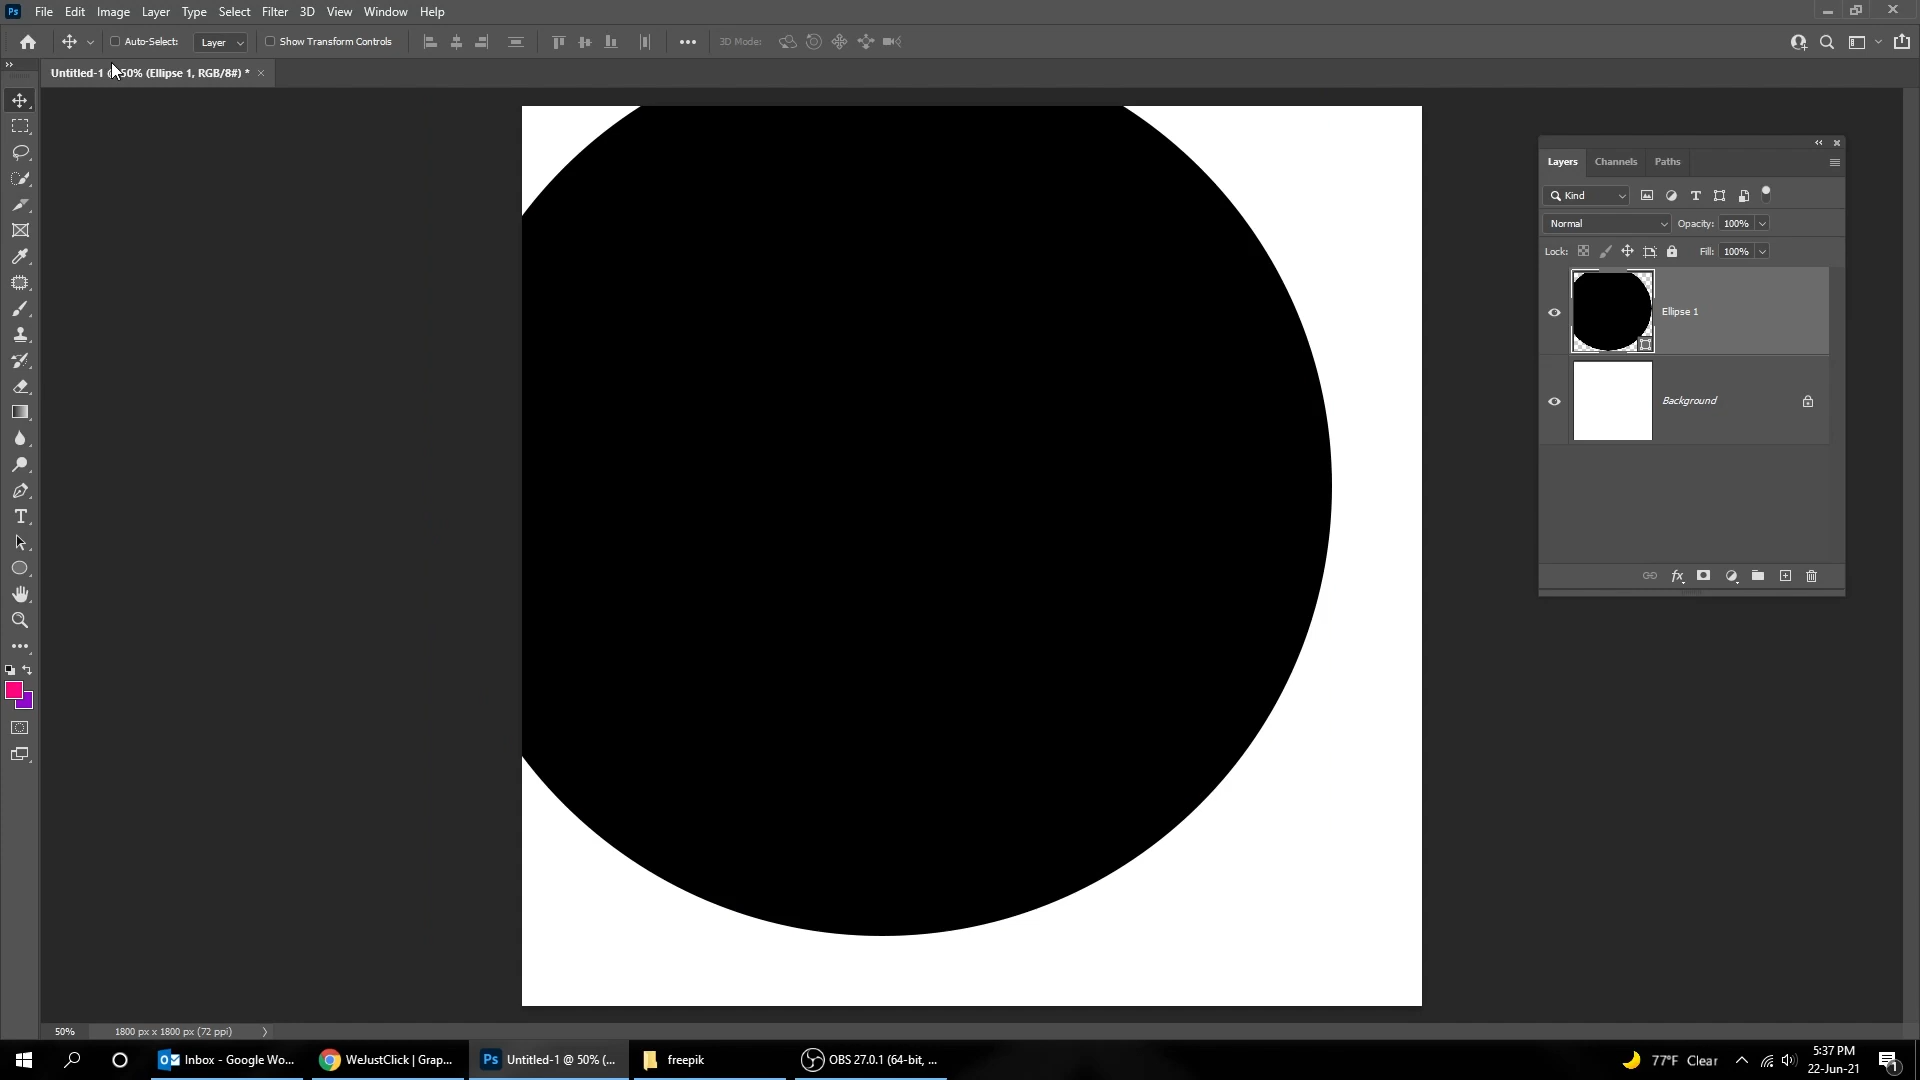 Ps File Edit Image Layer Type Select Filter 3D View Window Help
Auto-Select: Layer Show Transform Controls 3D Mode:
Untitled-1 @ 50% (Ellipse 1, RGB/8#) *
Layers Channels Paths
Kind
Normal Opacity: 100%
Lock: Fill: 100%
Ellipse 1
Background
50% 1800 px x 1800 px (72 ppi)
Inbox - Google Wo...
WeJustClick | Grap...
Ps Untitled-1 @ 50% (...
freepik
OBS 27.0.1 (64-bit, ...
77°F Clear
5:37 PM
22-Jun-21
1